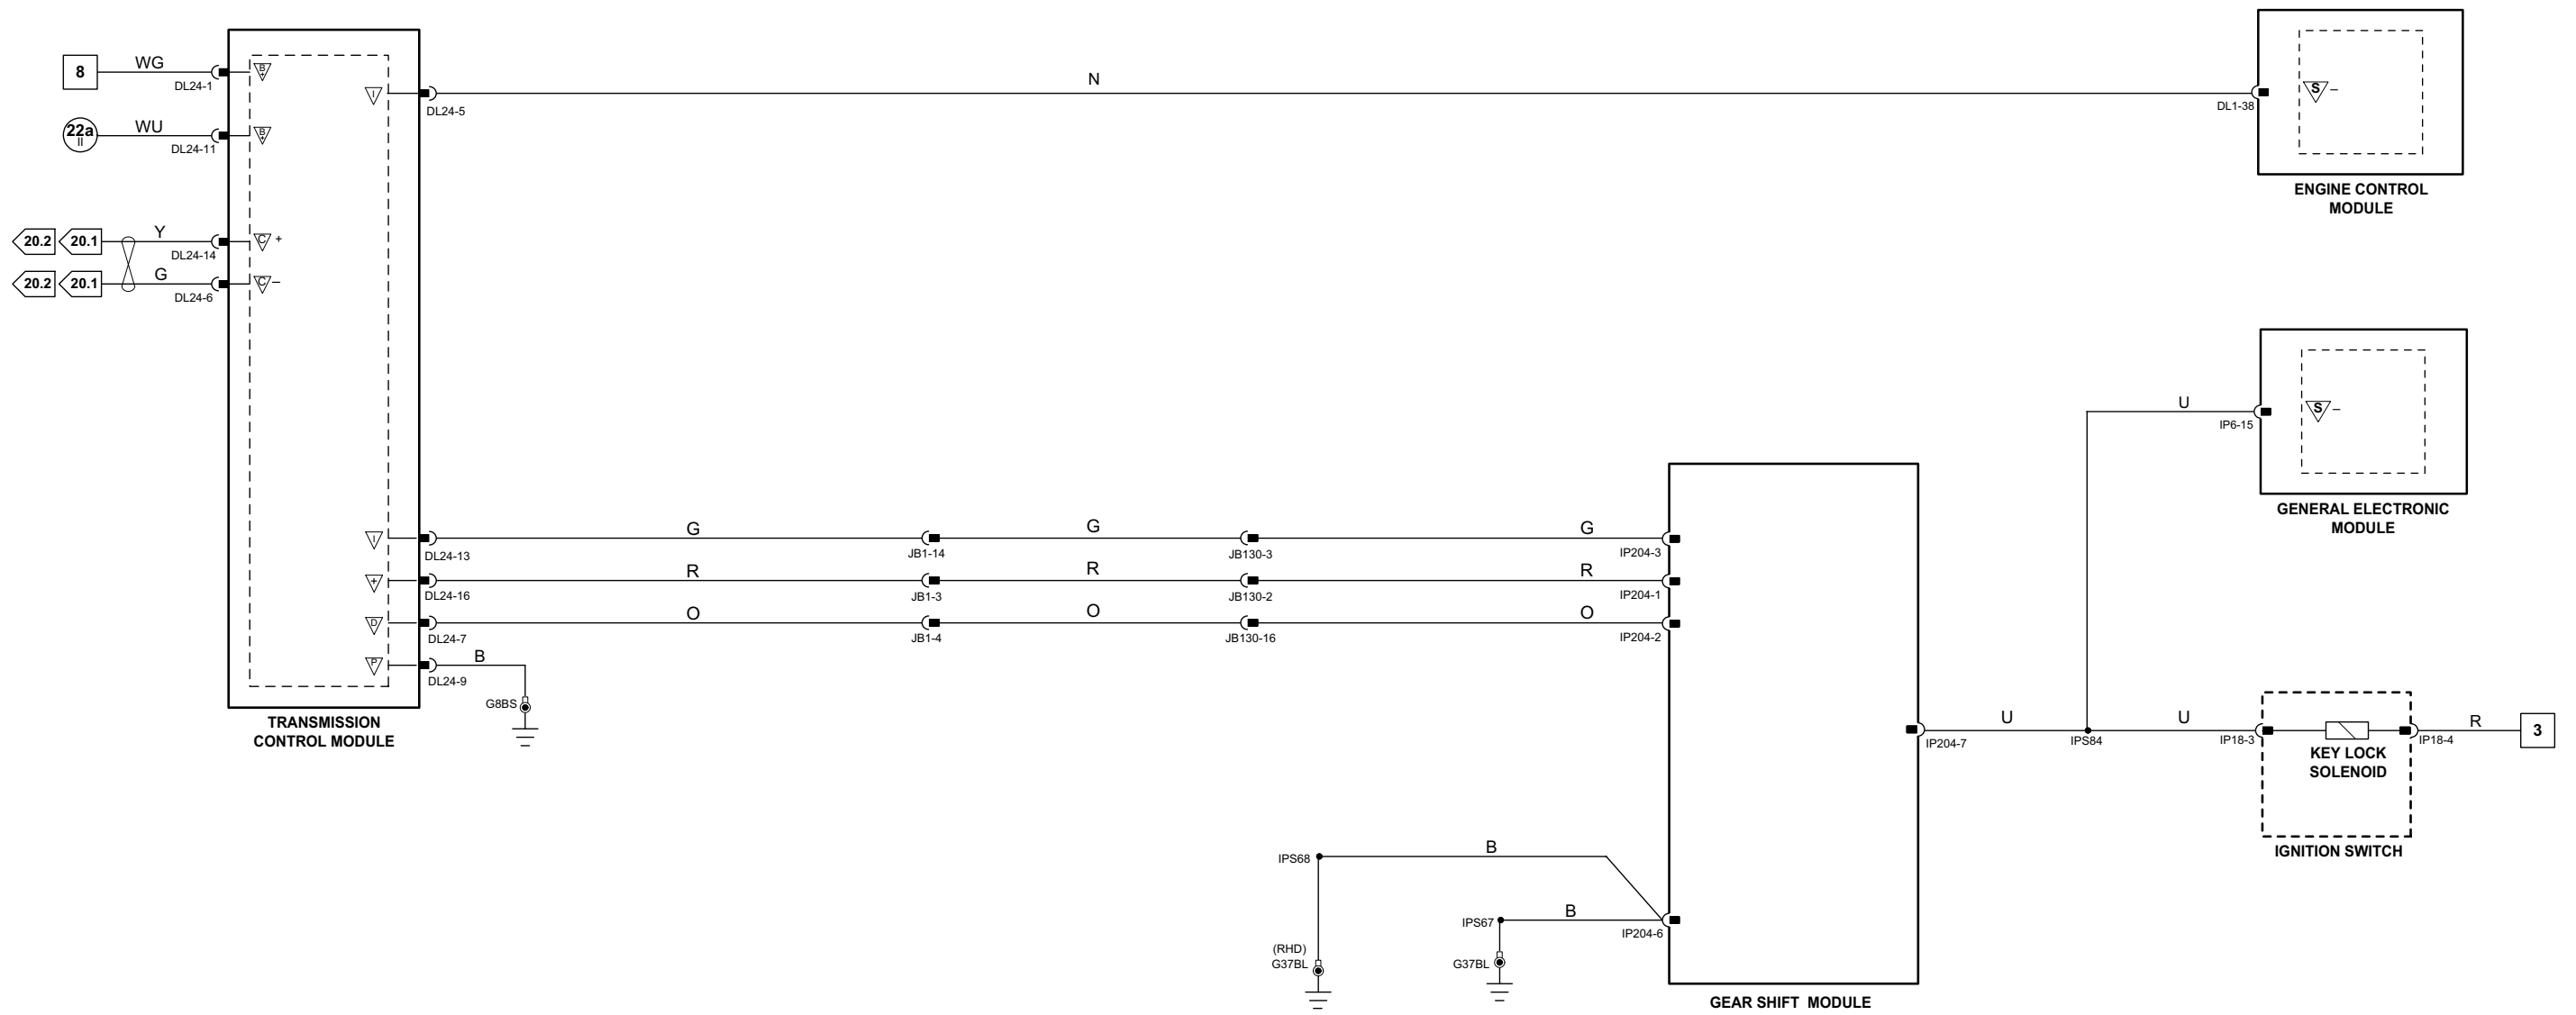 8
WG
DL24-1
B+
22a
II
WU
DL24-11
B+
20.2
20.1
Y
DL24-14
C
+
20.2
20.1
G
DL24-6
C
–
I
DL24-5
N
DL1-38
S
–
ENGINE CONTROL
MODULE
U
IP6-15
S
–
GENERAL ELECTRONIC
MODULE
I
DL24-13
G
JB1-14
G
JB130-3
G
IP204-3
+
DL24-16
R
JB1-3
R
JB130-2
R
IP204-1
D
DL24-7
O
JB1-4
O
JB130-16
O
IP204-2
P
DL24-9
B
G8BS
TRANSMISSION
CONTROL MODULE
IP204-7
U
IPS84
U
IP18-3
KEY LOCK
SOLENOID
IP18-4
R
3
IGNITION SWITCH
IPS68
B
(RHD)
G37BL
IPS67
B
IP204-6
G37BL
GEAR SHIFT MODULE